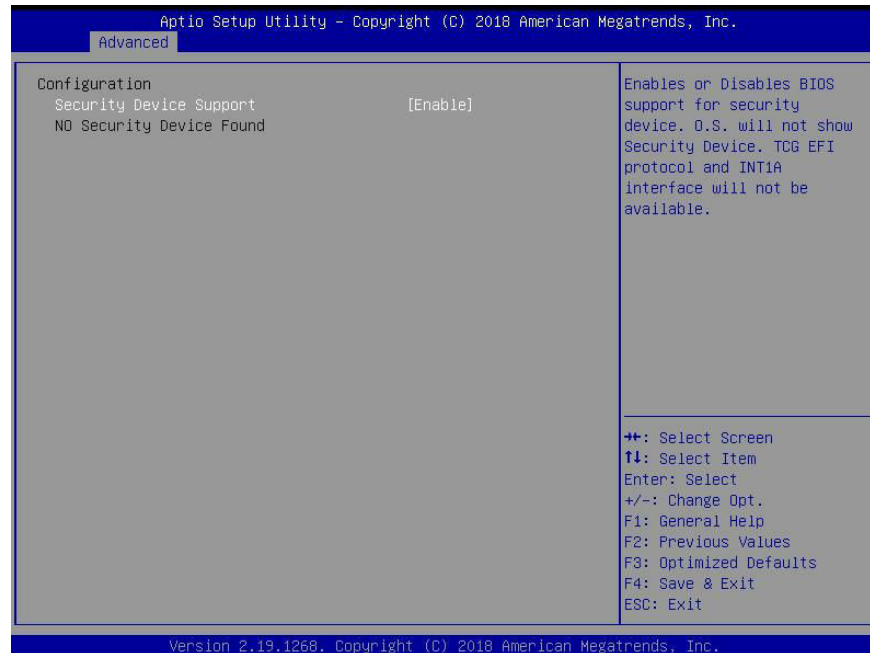 Aptio Setup Utility – Copyright (C) 2018 American Megatrends, Inc.
Advanced
Configuration
Security Device Support [Enable]
NO Security Device Found
Enables or Disables BIOS
support for security
device. O.S. will not show
Security Device. TCG EFI
protocol and INT1A
interface will not be
available.
→←: Select Screen
↑↓: Select Item
Enter: Select
+/-: Change Opt.
F1: General Help
F2: Previous Values
F3: Optimized Defaults
F4: Save & Exit
ESC: Exit
Version 2.19.1268. Copyright (C) 2018 American Megatrends, Inc.